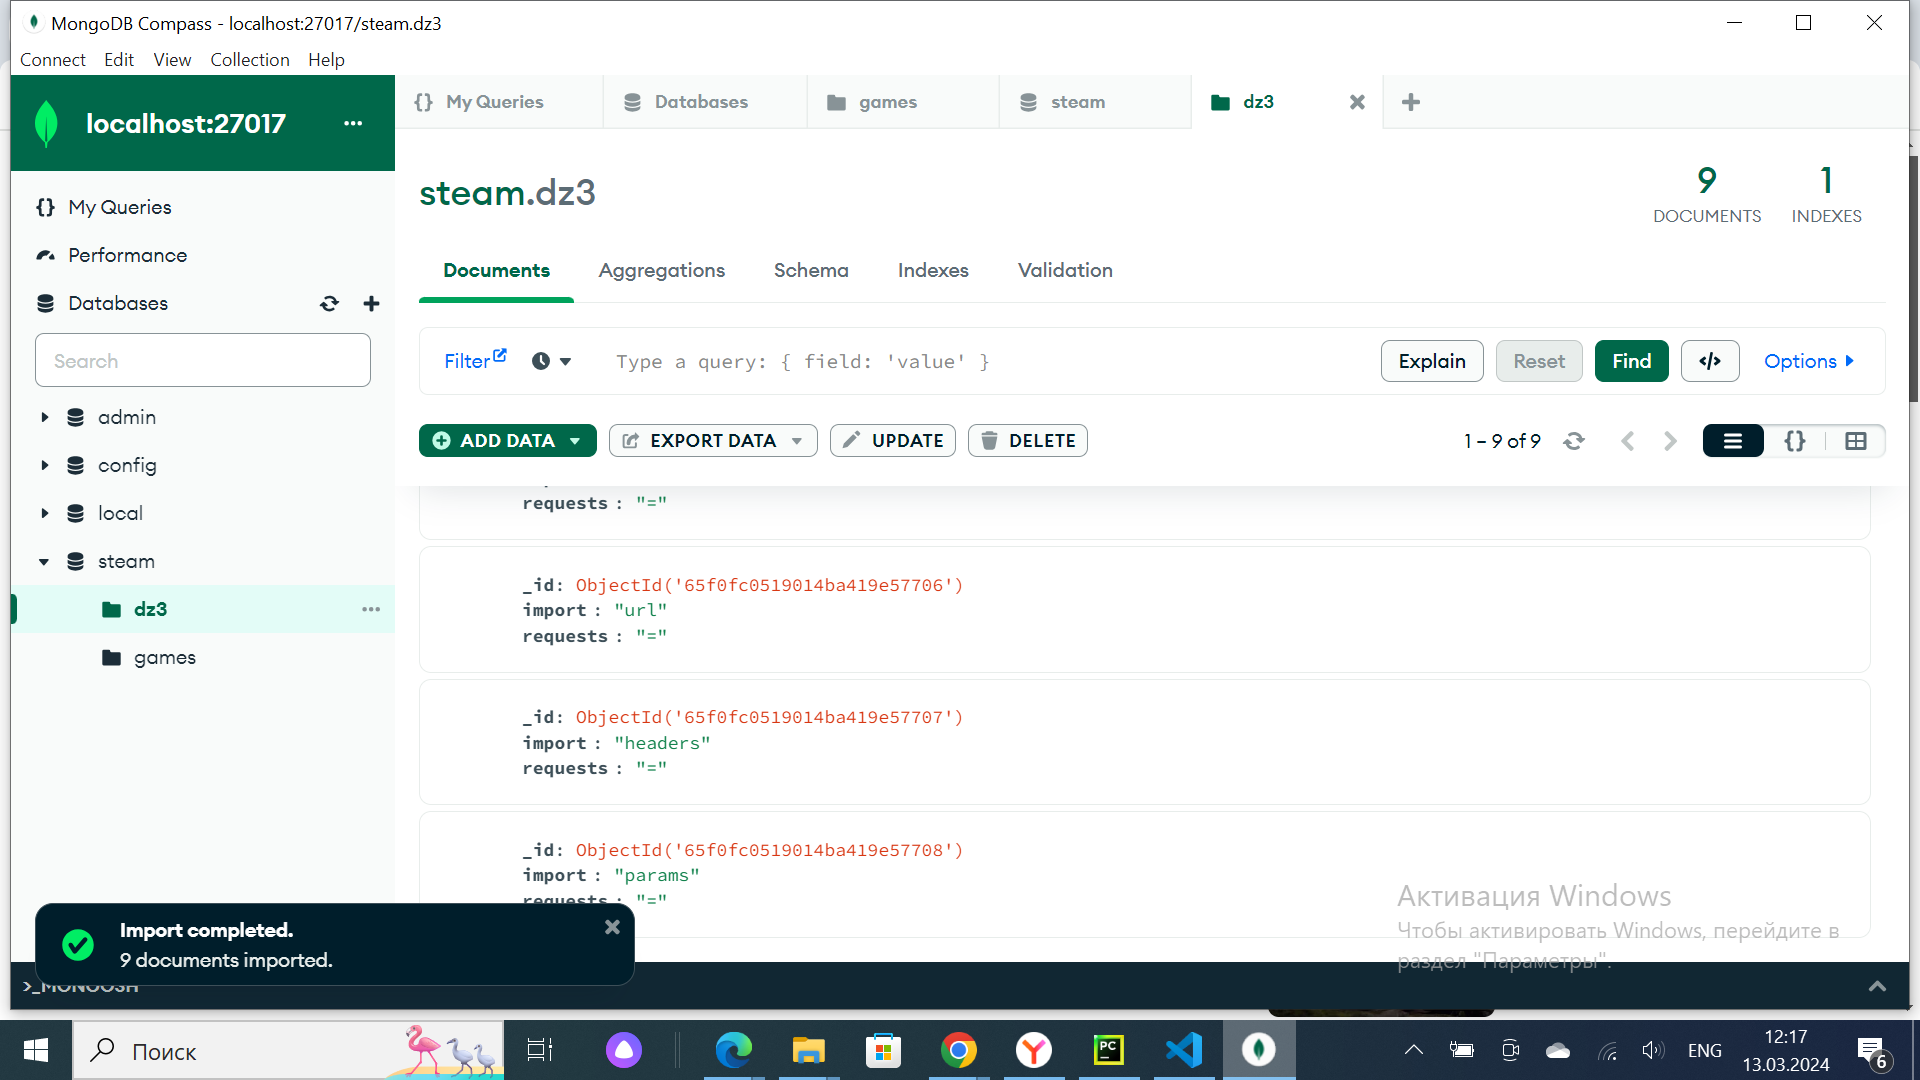 MongoDB Compass - localhost:27017/steam.dz3
Connect Edit View Collection Help
localhost:27017
{} My Queries
Databases
games
steam
dz3
My Queries
Performance
Databases
Search
admin
config
local
steam
dz3
games
steam.dz3
9
DOCUMENTS
1
INDEXES
Documents Aggregations Schema Indexes Validation
Filter
Type a query: { field: 'value' }
Explain Reset Find </> Options
ADD DATA EXPORT DATA UPDATE DELETE
1 – 9 of 9
{}
requests : "="
_id: ObjectId('65f0fc0519014ba419e57706')
import : "url"
requests : "="
_id: ObjectId('65f0fc0519014ba419e57707')
import : "headers"
requests : "="
_id: ObjectId('65f0fc0519014ba419e57708')
import : "params"
requests : "="
Import completed.
9 documents imported.
>_MONGOSH
Активация Windows
Чтобы активировать Windows, перейдите в
раздел "Параметры".
Поиск
PC
ENG
12:17
13.03.2024
6